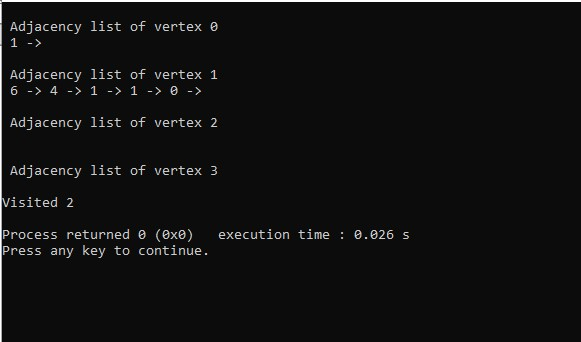 Adjacency list of vertex 0
1 ->
Adjacency list of vertex 1
6 -> 4 -> 1 -> 1 -> 0 ->
Adjacency list of vertex 2
Adjacency list of vertex 3
Visited 2
Process returned 0 (0x0)   execution time : 0.026 s
Press any key to continue.